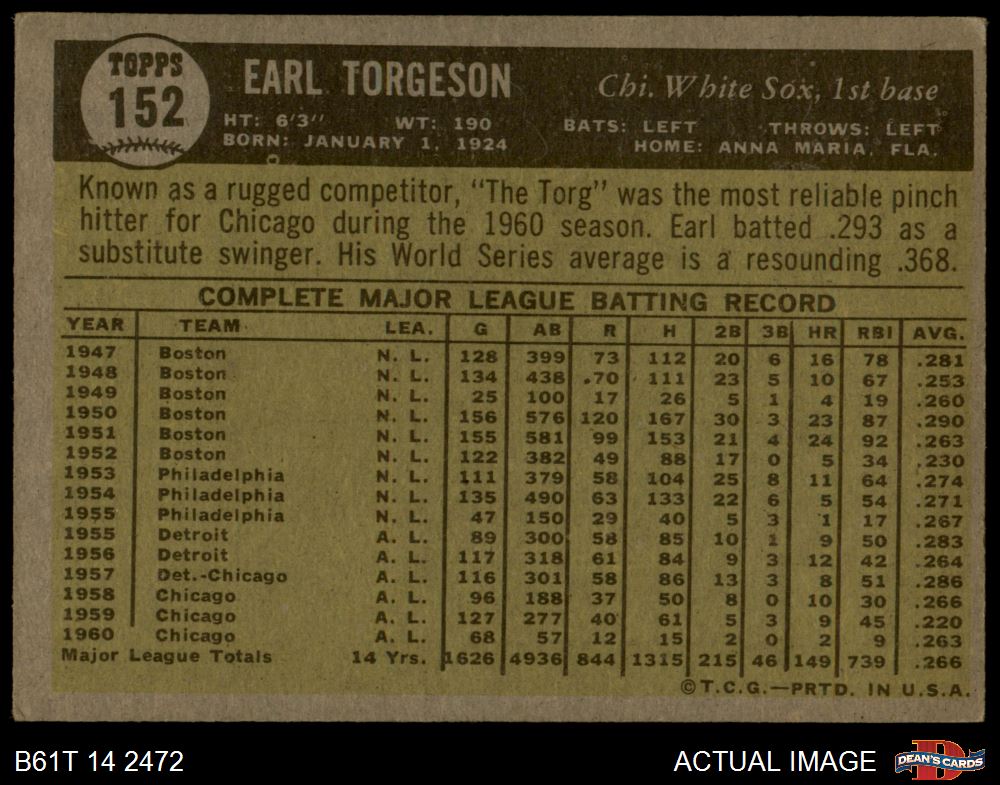 TOPPS
152
EARL TORGESON
Chi. White Sox, 1st base
HT: 6'3" WT: 190 BATS: LEFT THROWS: LEFT
BORN: JANUARY 1, 1924 HOME: ANNA MARIA, FLA.
Known as a rugged competitor, "The Torg" was the most reliable pinch
hitter for Chicago during the 1960 season. Earl batted .293 as a
substitute swinger. His World Series average is a resounding .368.
COMPLETE MAJOR LEAGUE BATTING RECORD
YEAR TEAM LEA. G AB R H 2B 3B HR RBI AVG.
1947 Boston N. L. 128 399 73 112 20 6 16 78 .281
1948 Boston N. L. 134 438 70 111 23 5 10 67 .253
1949 Boston N. L. 25 100 17 26 5 1 4 19 .260
1950 Boston N. L. 156 576 120 167 30 3 23 87 .290
1951 Boston N. L. 155 581 99 153 21 4 24 92 .263
1952 Boston N. L. 122 382 49 88 17 0 5 34 .230
1953 Philadelphia N. L. 111 379 58 104 25 8 11 64 .274
1954 Philadelphia N. L. 135 490 63 133 22 6 5 54 .271
1955 Philadelphia N. L. 47 150 29 40 5 3 1 17 .267
1955 Detroit A. L. 89 300 58 85 10 1 9 50 .283
1956 Detroit A. L. 117 318 61 84 9 3 12 42 .264
1957 Det.-Chicago A. L. 116 301 58 86 13 3 8 51 .286
1958 Chicago A. L. 96 188 37 50 8 0 10 30 .266
1959 Chicago A. L. 127 277 40 61 5 3 9 45 .220
1960 Chicago A. L. 68 57 12 15 2 0 2 9 .263
Major League Totals 14 Yrs. 1626 4936 844 1315 215 46 149 739 .266
©T.C.G.—PRTD. IN U.S.A.
B61T 14 2472 ACTUAL IMAGE DEAN'S CARDS